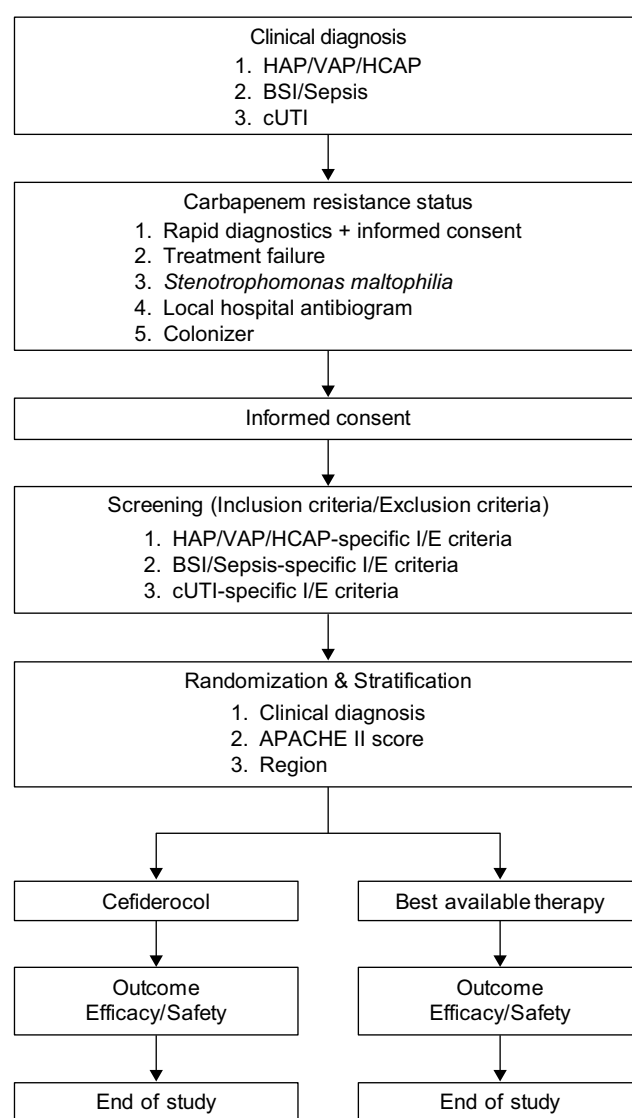 Clinical diagnosis
1. HAP/VAP/HCAP
2. BSI/Sepsis
3. cUTI
Carbapenem resistance status
1. Rapid diagnostics + informed consent
2. Treatment failure
3. Stenotrophomonas maltophilia
4. Local hospital antibiogram
5. Colonizer
Informed consent
Screening (Inclusion criteria/Exclusion criteria)
1. HAP/VAP/HCAP-specific I/E criteria
2. BSI/Sepsis-specific I/E criteria
3. cUTI-specific I/E criteria
Randomization & Stratification
1. Clinical diagnosis
2. APACHE II score
3. Region
Cefiderocol
Best available therapy
Outcome
Efficacy/Safety
Outcome
Efficacy/Safety
End of study
End of study